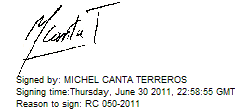 MCanta T
Signed by: MICHEL CANTA TERREROS
Signing time:Thursday, June 30 2011, 22:58:55 GMT
Reason to sign: RC 050-2011